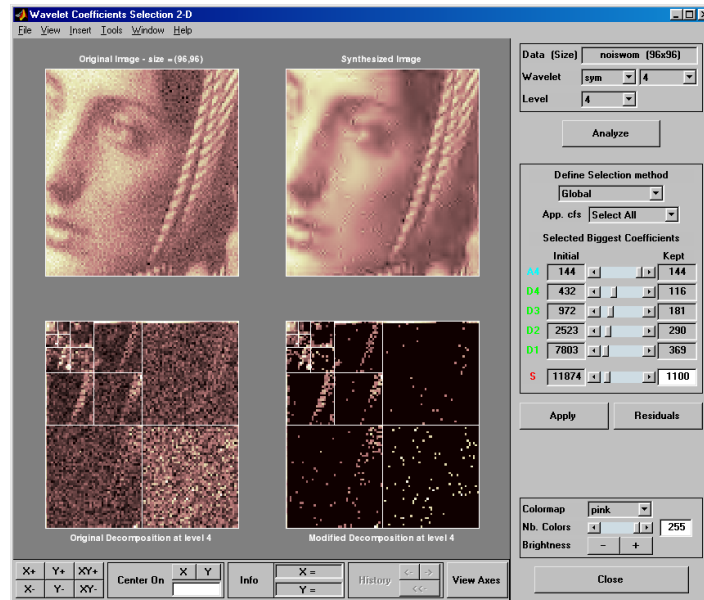 Wavelet Coefficients Selection 2-D
File View Insert Tools Window Help
Original Image - size = (96,96)
Synthesized Image
Original Decomposition at level 4
Modified Decomposition at level 4
Data (Size) noiswom (96x96)
Wavelet sym 4
Level 4
Analyze
Define Selection method
Global
App. cfs Select All
Selected Biggest Coefficients
Initial Kept
A4 144 144
D4 432 116
D3 972 181
D2 2523 290
D1 7803 369
S 11874 1100
Apply Residuals
Colormap pink
Nb. Colors 255
Brightness - +
Close
X+ Y+ XY+
X- Y- XY-
Center On X Y
Info X =
Y =
History <- ->
<<-
View Axes